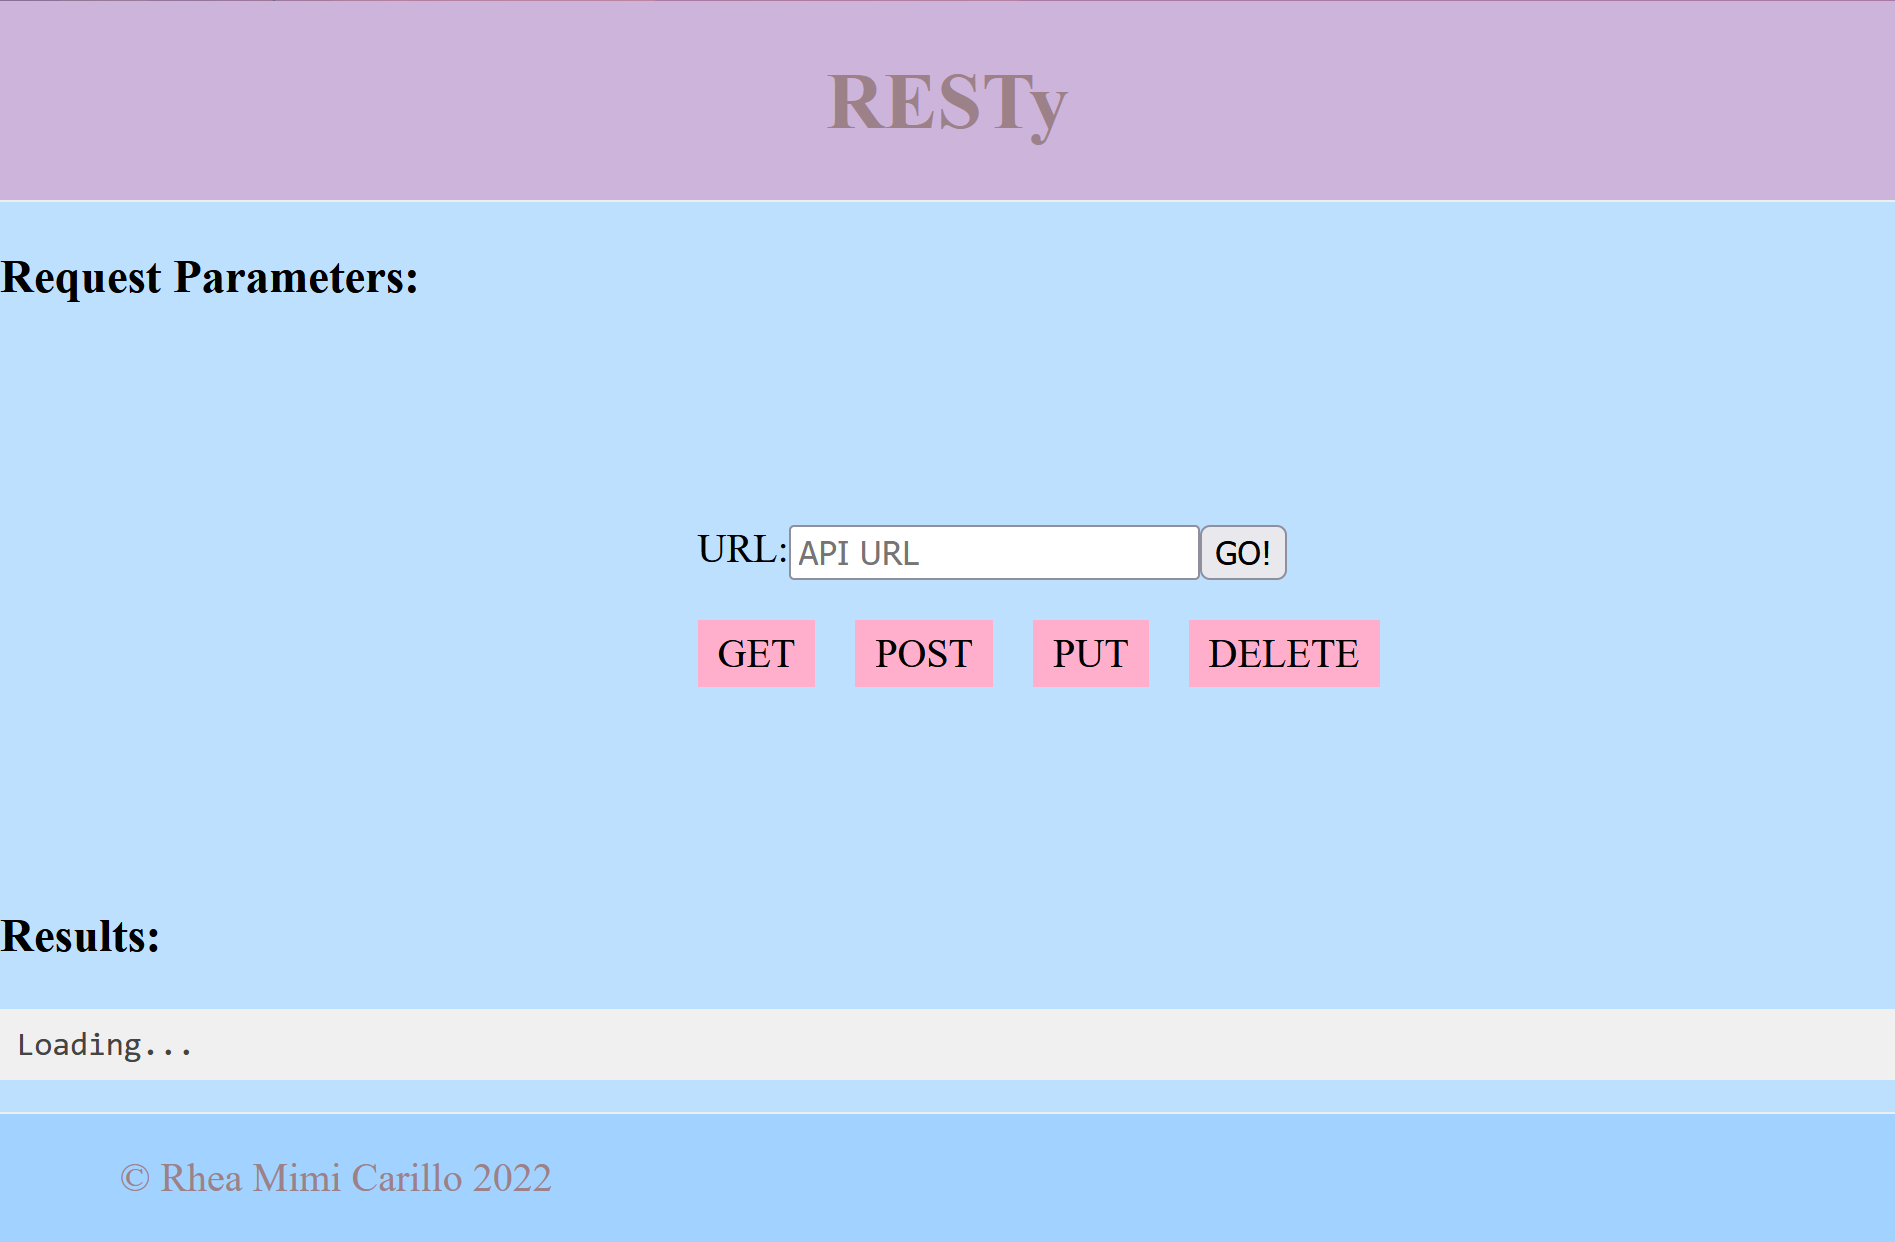 RESTy
Request Parameters:
URL: API URL GO!
GET POST PUT DELETE
Results:
Loading...
© Rhea Mimi Carillo 2022